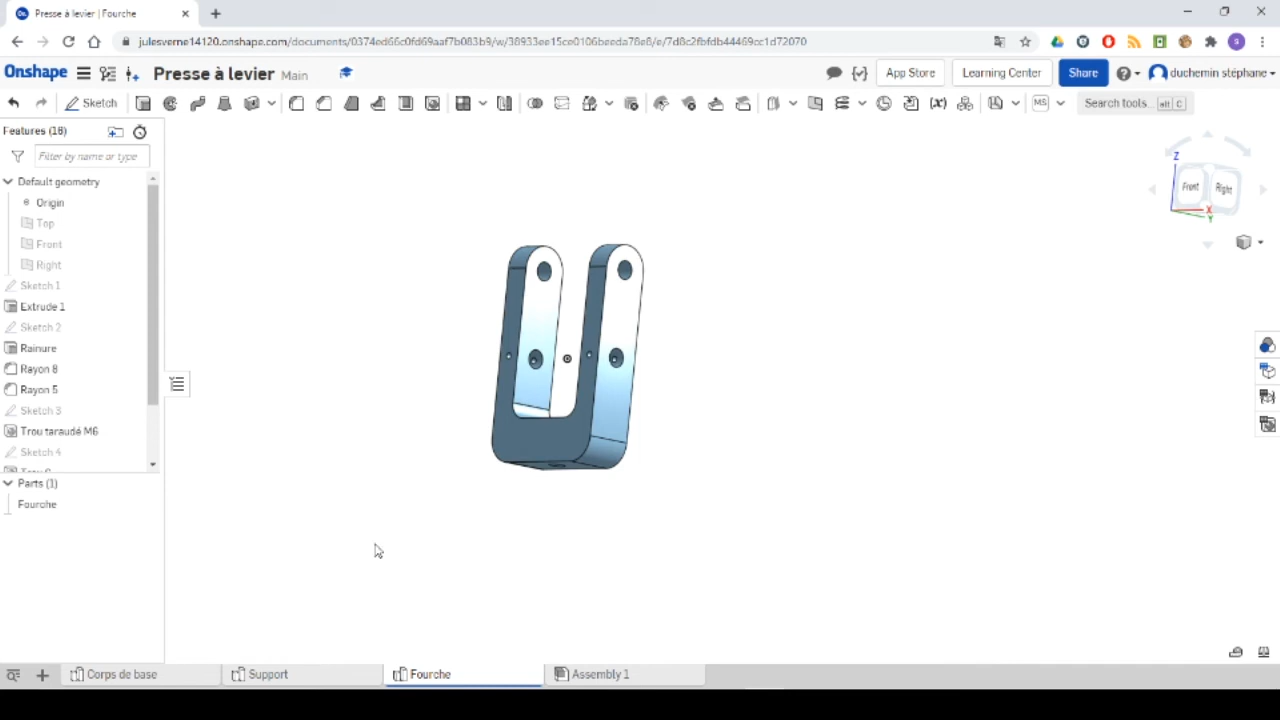 Presse à levier | Fourche
julesverne14120.onshape.com/documents/0374ed66c0fd69aaf7b083b9/w/38933ee15ce0106beeda78e8/e/7d8c2fbfdb44469cc1d72070
Onshape
Presse à levier Main
App Store
Learning Center
Share
duchemin stéphane
Sketch
MS
Search tools... alt C
Features (18)
Filter by name or type
Default geometry
Origin
Top
Front
Right
Sketch 1
Extrude 1
Sketch 2
Rainure
Rayon 8
Rayon 5
Sketch 3
Trou taraudé M6
Sketch 4
Parts (1)
Fourche
Z
Front
Right
X
Y
Corps de base
Support
Fourche
Assembly 1